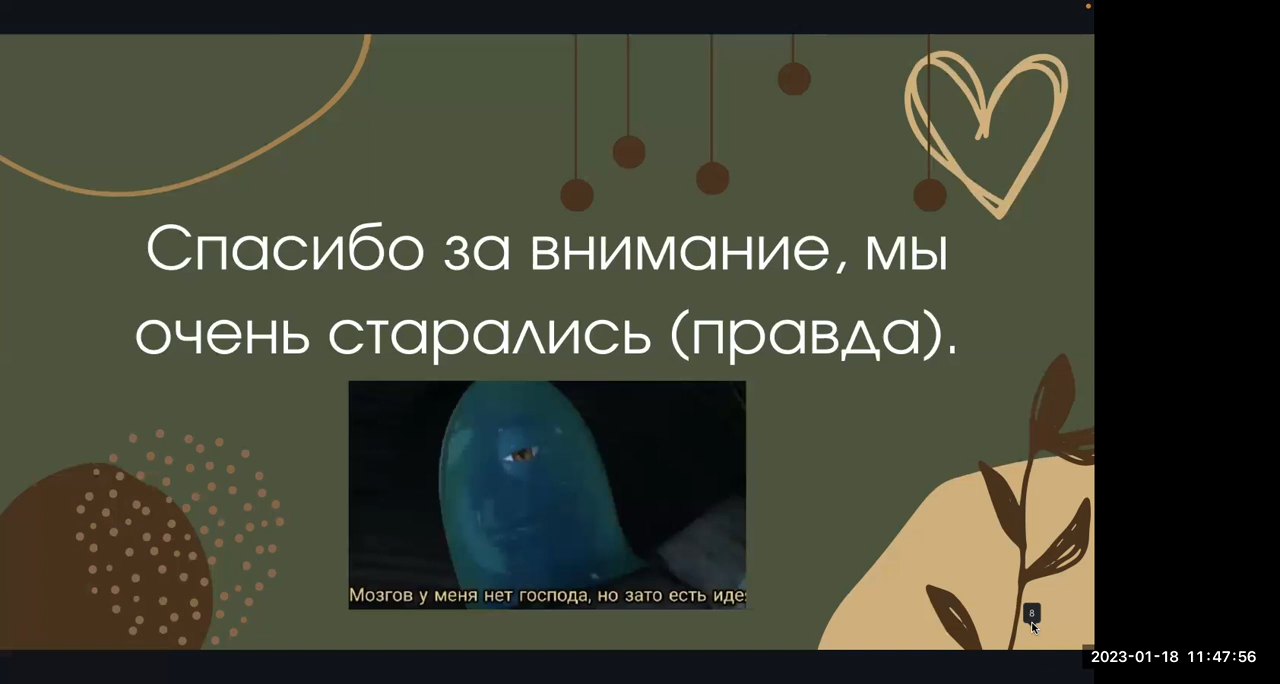 Спасибо за внимание, мы
очень старались (правда).
Мозгов у меня нет господа, но зато есть идея
8
2023-01-18 11:47:56